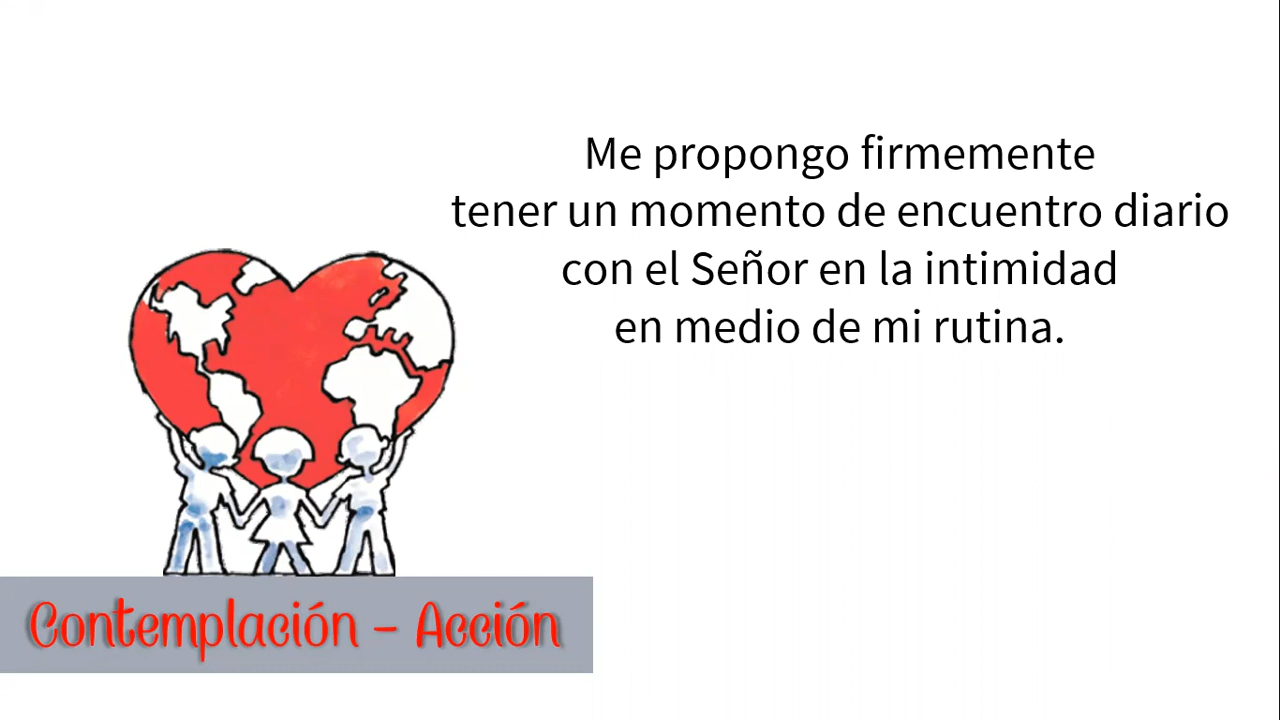 Me propongo firmemente
tener un momento de encuentro diario
con el Señor en la intimidad
en medio de mi rutina.
Contemplación - Acción